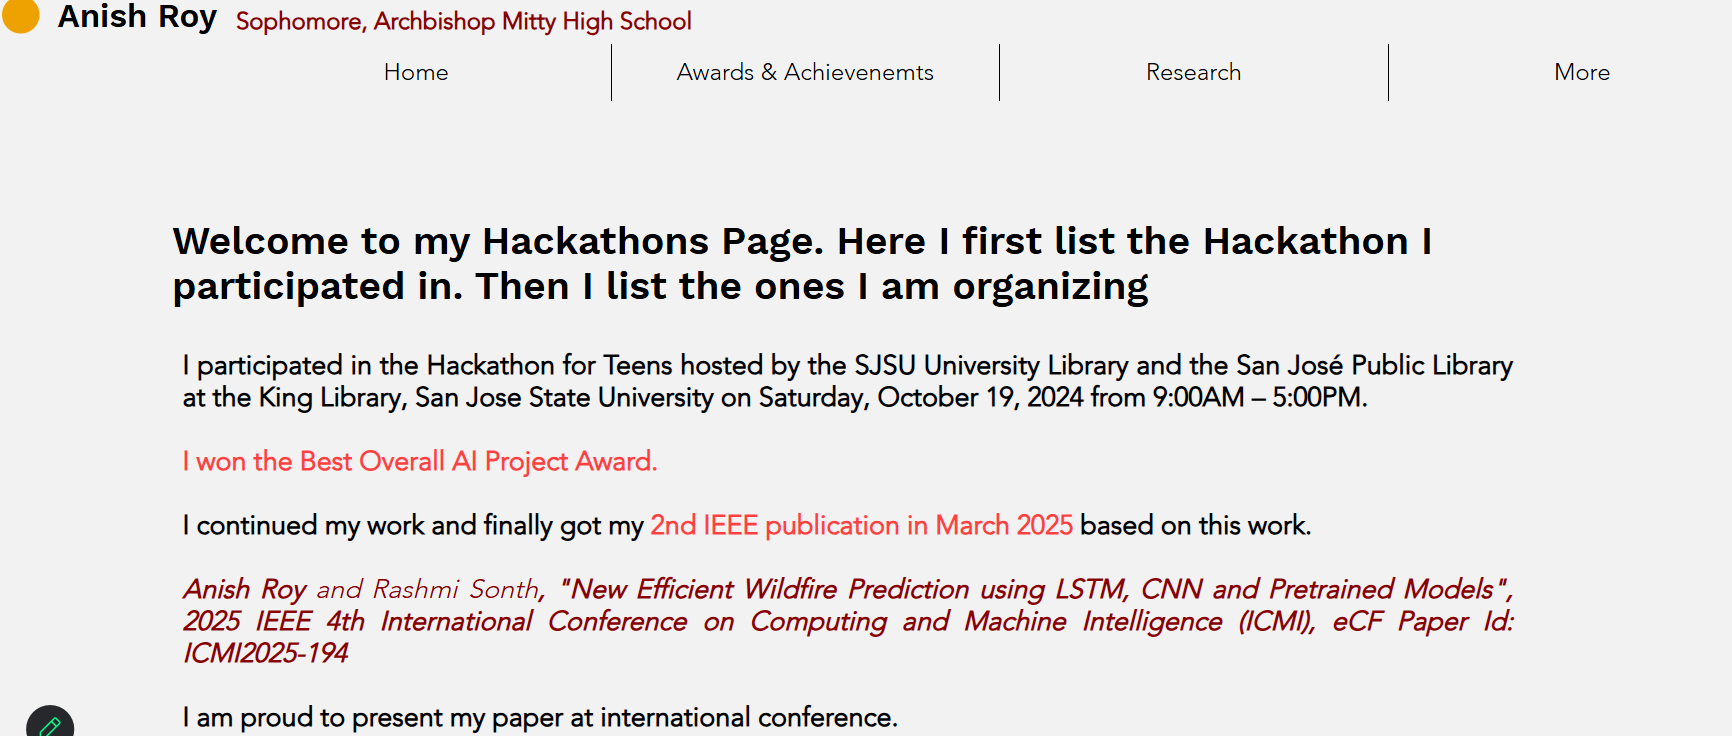 Anish Roy Sophomore, Archbishop Mitty High School
Home Awards & Achievenemts Research More
Welcome to my Hackathons Page. Here I first list the Hackathon I
participated in. Then I list the ones I am organizing
I participated in the Hackathon for Teens hosted by the SJSU University Library and the San José Public Library
at the King Library, San Jose State University on Saturday, October 19, 2024 from 9:00AM – 5:00PM.
I won the Best Overall AI Project Award.
I continued my work and finally got my 2nd IEEE publication in March 2025 based on this work.
Anish Roy and Rashmi Sonth, "New Efficient Wildfire Prediction using LSTM, CNN and Pretrained Models",
2025 IEEE 4th International Conference on Computing and Machine Intelligence (ICMI), eCF Paper Id:
ICMI2025-194
I am proud to present my paper at international conference.